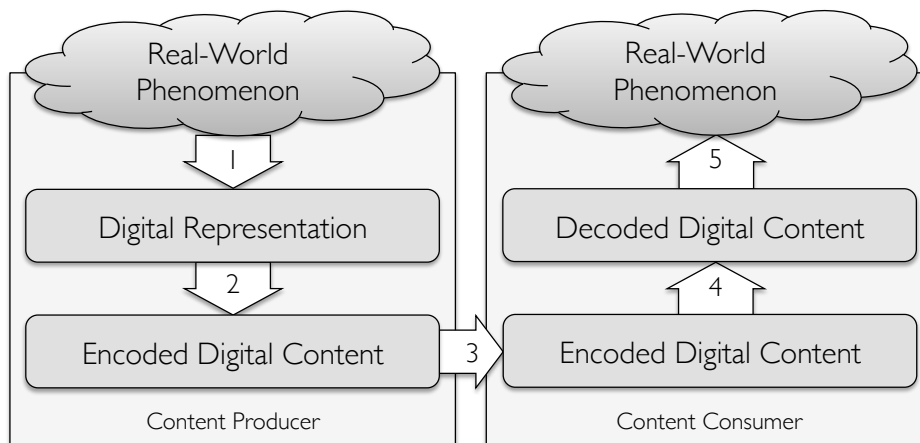 Real-World
Phenomenon
1
Digital Representation
2
Encoded Digital Content
Content Producer
3
Real-World
Phenomenon
5
Decoded Digital Content
4
Encoded Digital Content
Content Consumer